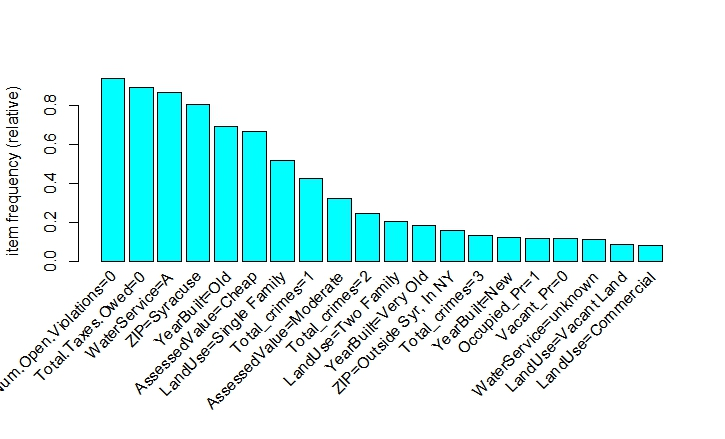 item frequency (relative)
0.8
0.6
0.4
0.2
0.0
Num.Open.Violations=0
Total.Taxes.Owed=0
WaterService=A
ZIP=Syracuse
YearBuilt=Old
AssessedValue=Cheap
LandUse=Single Family
Total_crimes=1
AssessedValue=Moderate
Total_crimes=2
LandUse=Two Family
YearBuilt=Very Old
ZIP=Outside Syr, In NY
Total_crimes=3
YearBuilt=New
Occupied_Pr=1
Vacant_Pr=0
WaterService=unknown
LandUse=Vacant Land
LandUse=Commercial